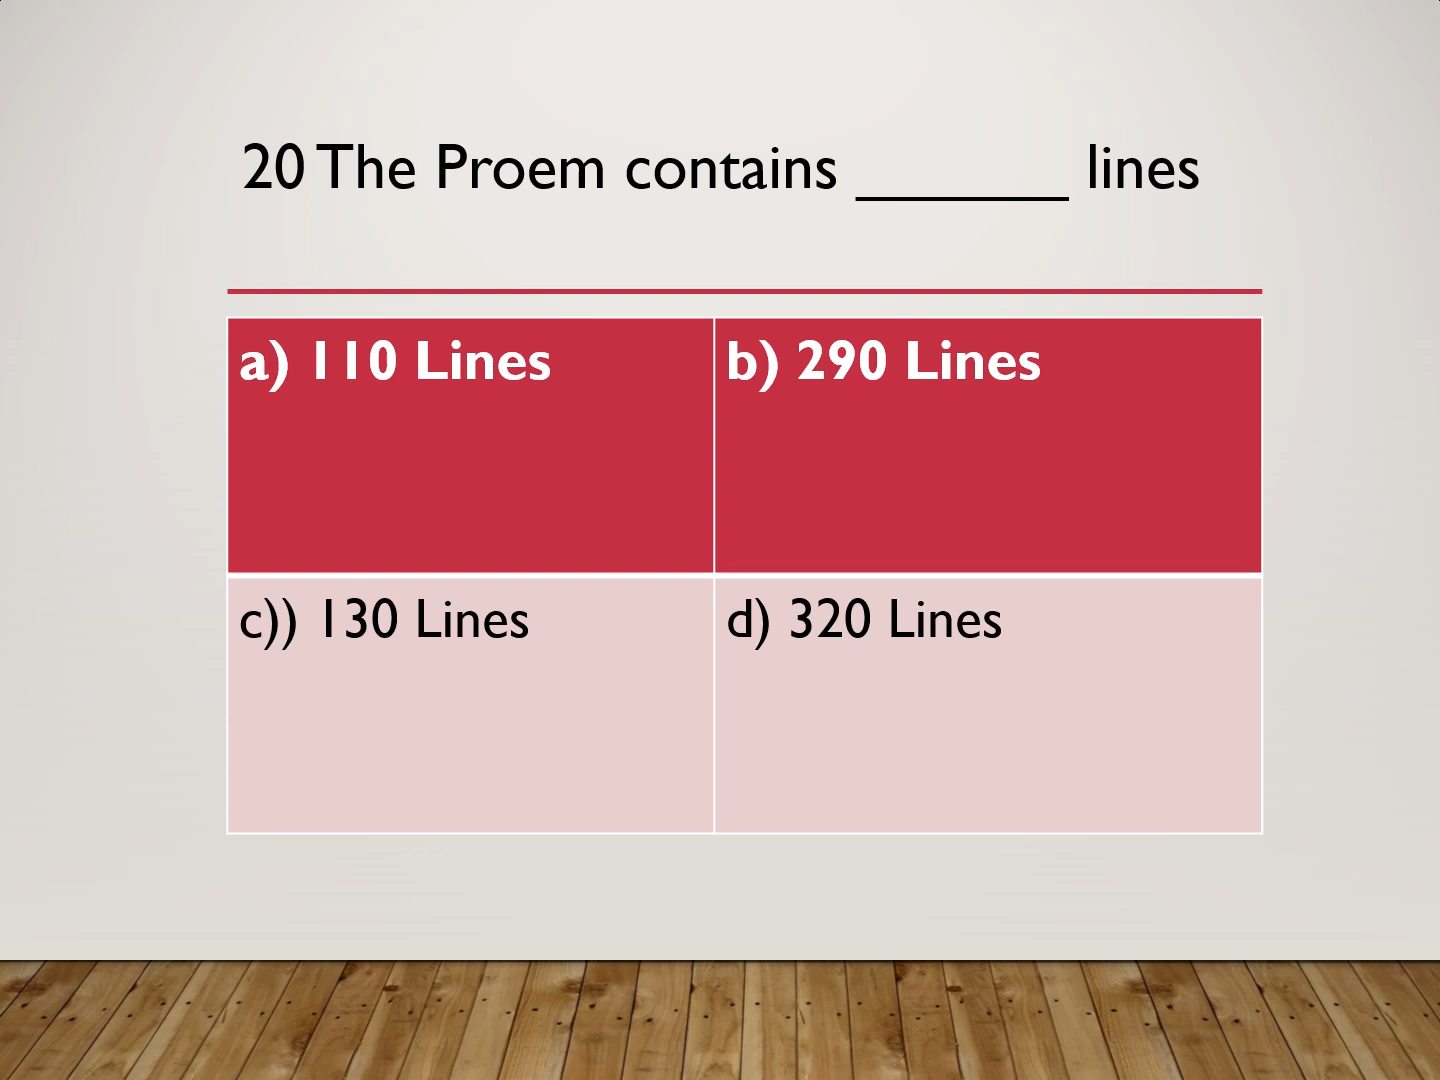 20 The Proem contains _______ lines
a) 110 Lines
b) 290 Lines
c)) 130 Lines
d) 320 Lines